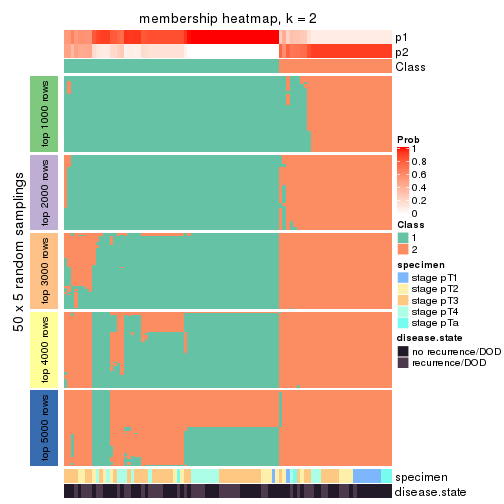 membership heatmap, k = 2
p1
p2
Class
50 x 5 random samplings
top 1000 rows
top 2000 rows
top 3000 rows
top 4000 rows
top 5000 rows
specimen
disease.state
Prob
1
0.8
0.6
0.4
0.2
0
Class
1
2
specimen
stage pT1
stage pT2
stage pT3
stage pT4
stage pTa
disease.state
no recurrence/DOD
recurrence/DOD